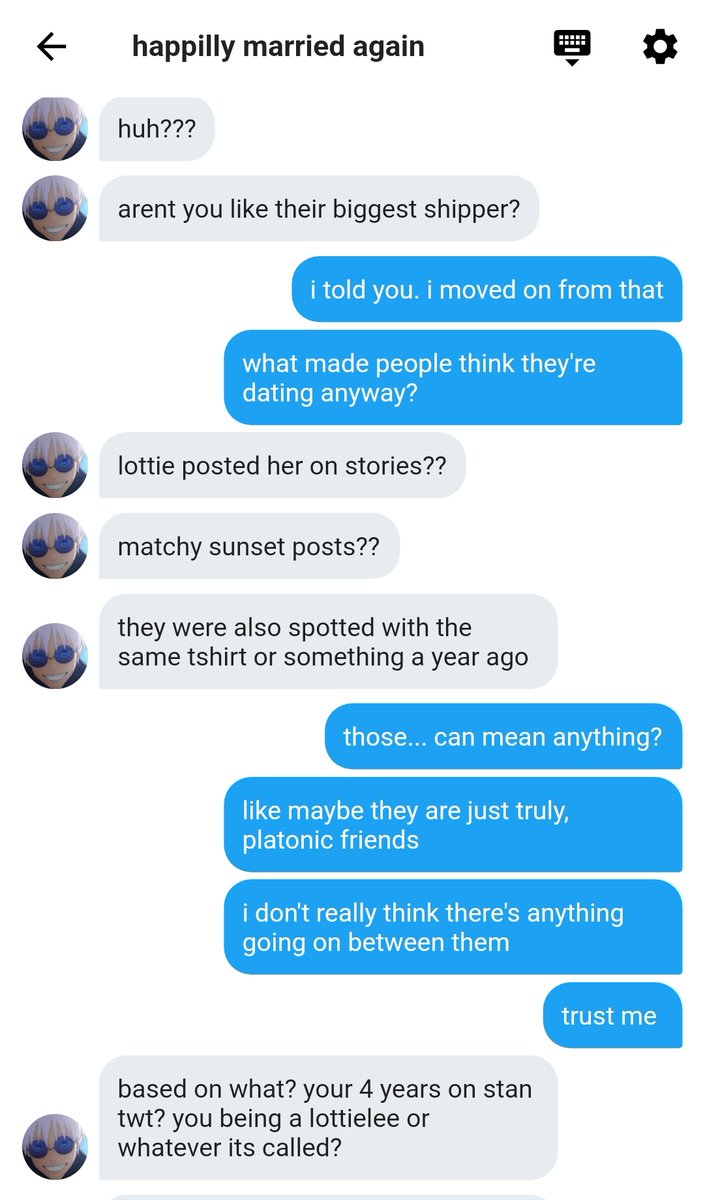 happilly married again
huh???
arent you like their biggest shipper?
i told you. i moved on from that
what made people think they're
dating anyway?
lottie posted her on stories??
matchy sunset posts??
they were also spotted with the
same tshirt or something a year ago
those... can mean anything?
like maybe they are just truly,
platonic friends
i don't really think there's anything
going on between them
trust me
based on what? your 4 years on stan
twt? you being a lottielee or
whatever its called?